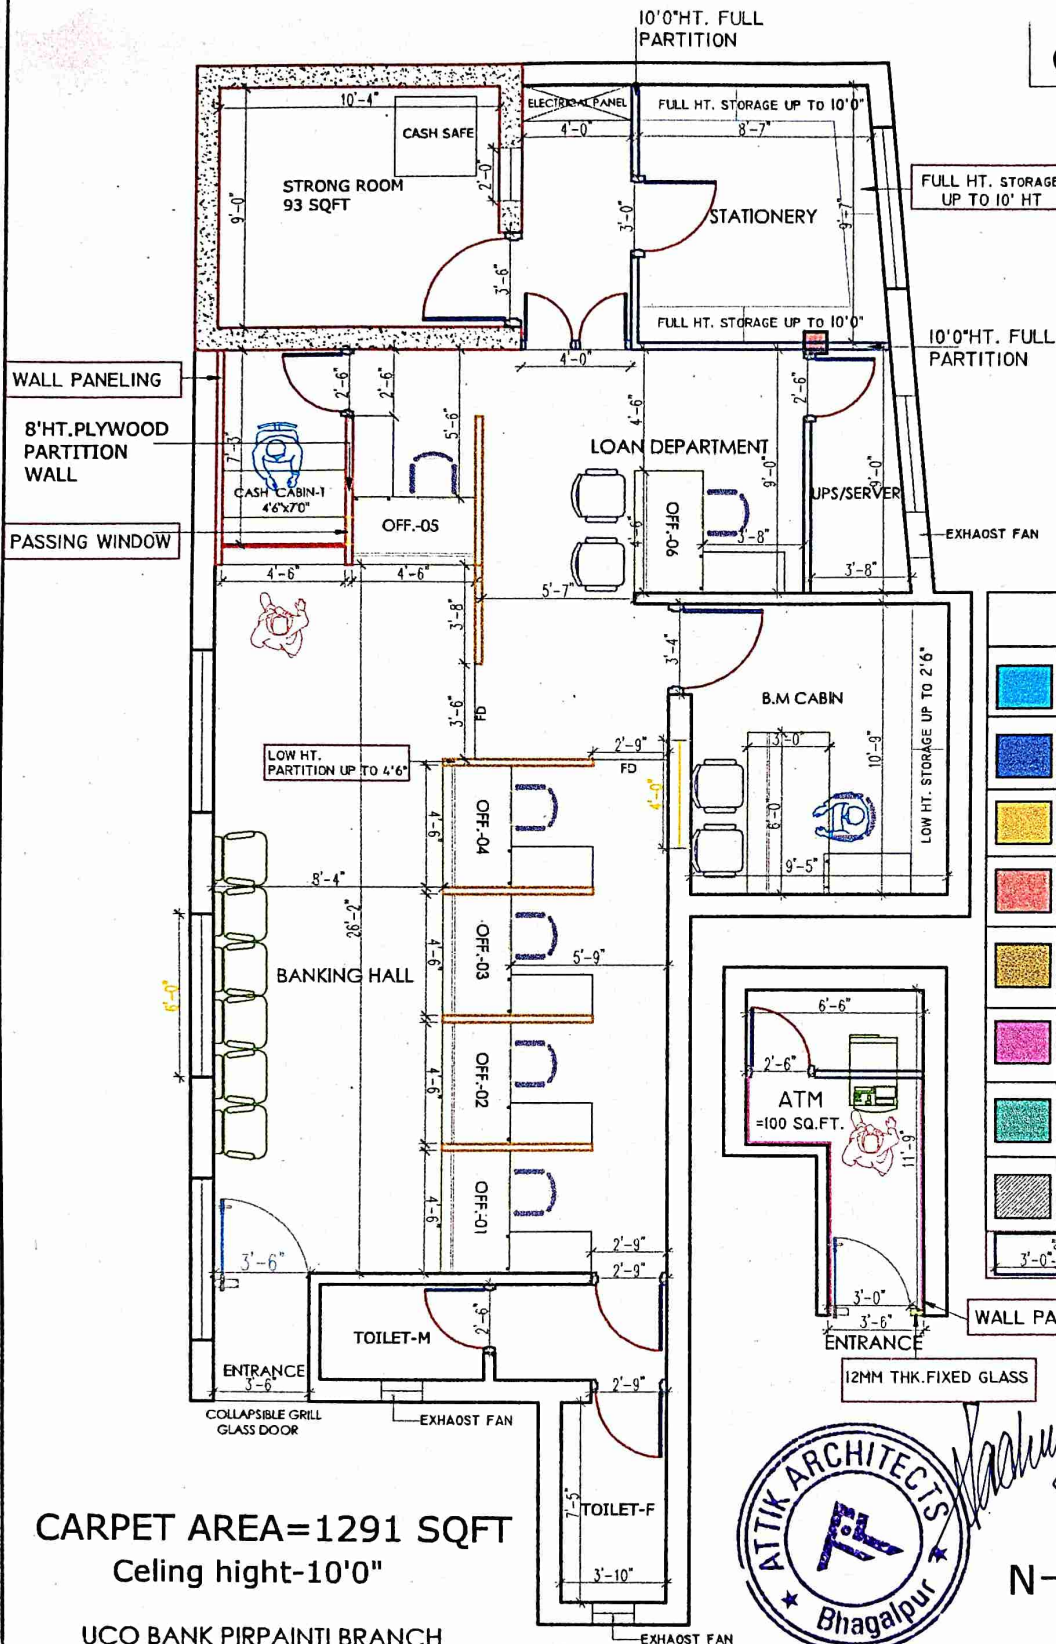 10'0"HT. FULL
PARTITION
10'-4"
CASH SAFE
STRONG ROOM
93 SQFT
9'-0"
2'-0"
3'-6"
ELECTRICAL PANEL
4'-0"
FULL HT. STORAGE UP TO 10'0"
8'-7"
3'-0"
STATIONERY
9'-7"
FULL HT. STORAGE UP TO 10'0"
FULL HT. STORAGE
UP TO 10' HT
10'0"HT. FULL
PARTITION
4'-0"
WALL PANELING
8'HT.PLYWOOD
PARTITION
WALL
PASSING WINDOW
2'-6"
2'-6"
5'-6"
7'-3"
CASH CABIN-1
4'6"X7'0"
OFF.-05
4'-6"
4'-6"
4'-6"
LOAN DEPARTMENT
OFF.-06
4'-6"
9'-0"
3'-8"
2'-6"
UPS/SERVER
9'-0"
3'-8"
EXHAOST FAN
5'-7"
3'-8"
3'-6"
FD
3'-4"
B.M CABIN
3'-0"
6'-0"
9'-5"
10'-9"
LOW HT. STORAGE UP TO 2'6"
LOW HT.
PARTITION UP TO 4'6"
2'-9"
FD
4'-0"
4'-6"
OFF.-04
8'-4"
26'-2"
6'-0"
BANKING HALL
4'-6"
OFF.-03
5'-9"
4'-6"
OFF.-02
4'-6"
OFF.-01
2'-9"
2'-9"
3'-6"
6'-6"
2'-6"
ATM
=100 SQ.FT.
11'-9"
3'-0"
3'-6"
ENTRANCE
3'-0"
WALL PA
12MM THK.FIXED GLASS
TOILET-M
2'-6"
ENTRANCE
3'-6"
COLLAPSIBLE GRILL
GLASS DOOR
EXHAOST FAN
2'-9"
7'-5"
TOILET-F
3'-10"
EXHAOST FAN
CARPET AREA=1291 SQFT
Celing hight-10'0"
UCO BANK PIRPAINTI BRANCH
ATTIK ARCHITECTS
Bhagalpur
N-